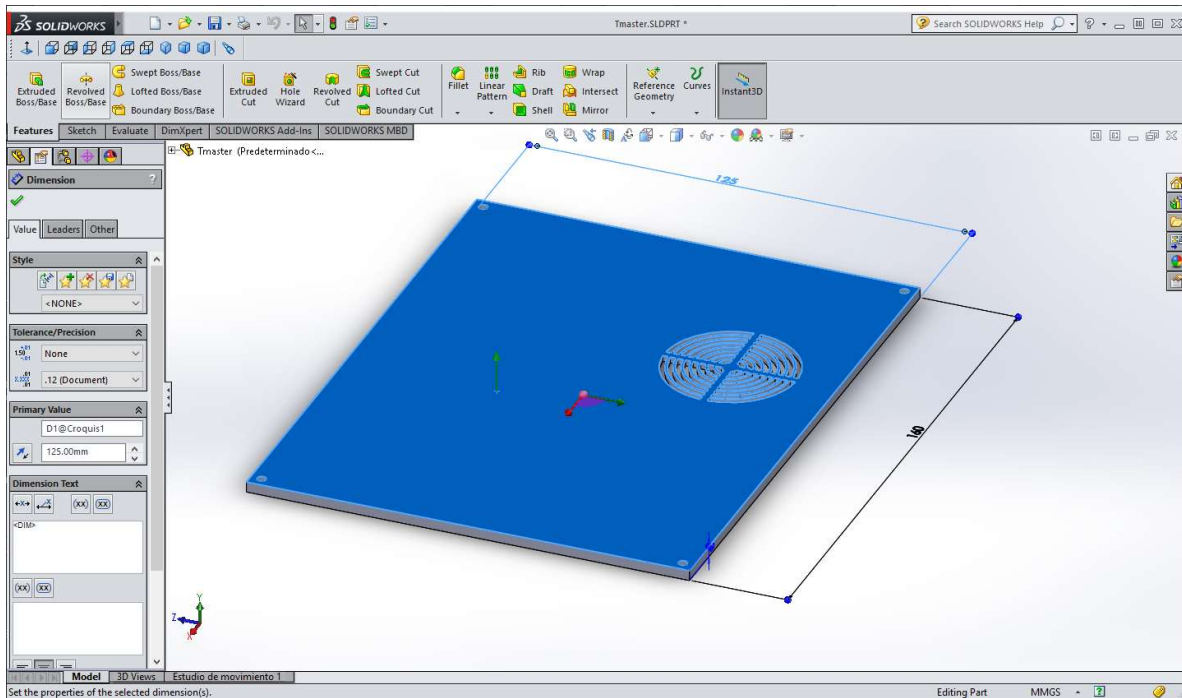 SOLIDWORKS
Tmaster.SLDPRT *
Search SOLIDWORKS Help
Extruded Boss/Base
Revolved Boss/Base
Swept Boss/Base
Lofted Boss/Base
Boundary Boss/Base
Extruded Cut
Hole Wizard
Revolved Cut
Swept Cut
Lofted Cut
Boundary Cut
Fillet
Linear Pattern
Rib
Draft
Shell
Wrap
Intersect
Mirror
Reference Geometry
Curves
Instant3D
Features
Sketch
Evaluate
DimXpert
SOLIDWORKS Add-Ins
SOLIDWORKS MBD
Tmaster (Predeterminado<...
Dimension
?
Value
Leaders
Other
Style
<NONE>
Tolerance/Precision
None
.12 (Document)
Primary Value
D1@Croquis1
125.00mm
Dimension Text
(xx)
(xx)
<DIM>
(xx)
(xx)
125
160
Y
Z
X
Model
3D Views
Estudio de movimiento 1
Set the properties of the selected dimension(s).
Editing Part
MMGS